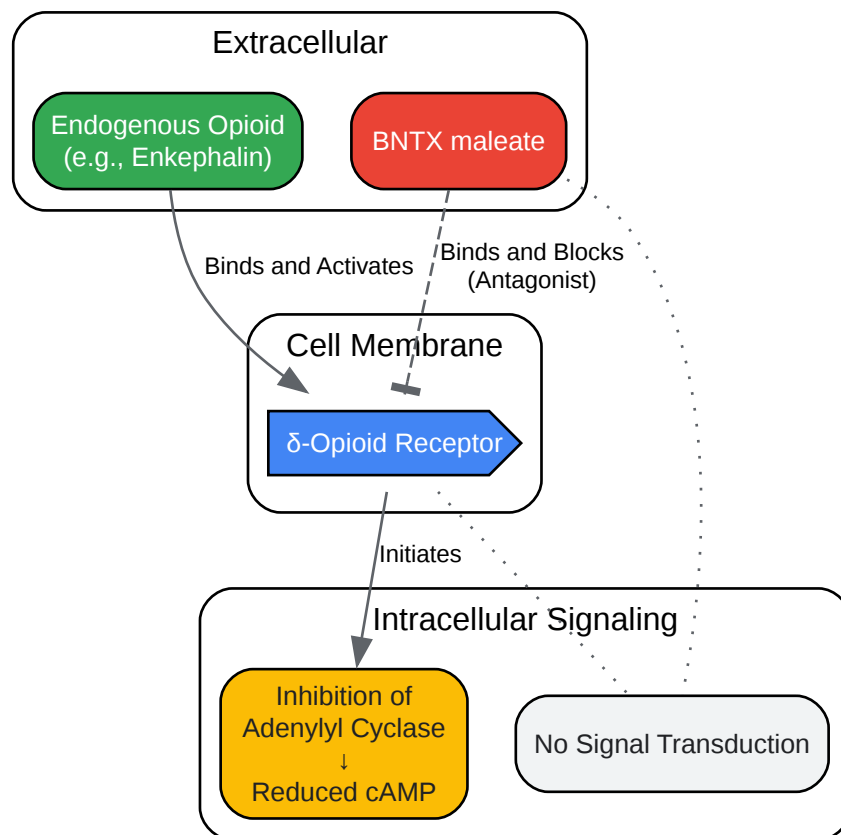 Extracellular
Endogenous Opioid
(e.g., Enkephalin)
BNTX maleate
Binds and Activates
Binds and Blocks
(Antagonist)
Cell Membrane
δ-Opioid Receptor
Initiates
Intracellular Signaling
Inhibition of
Adenylyl Cyclase
↓
Reduced cAMP
No Signal Transduction